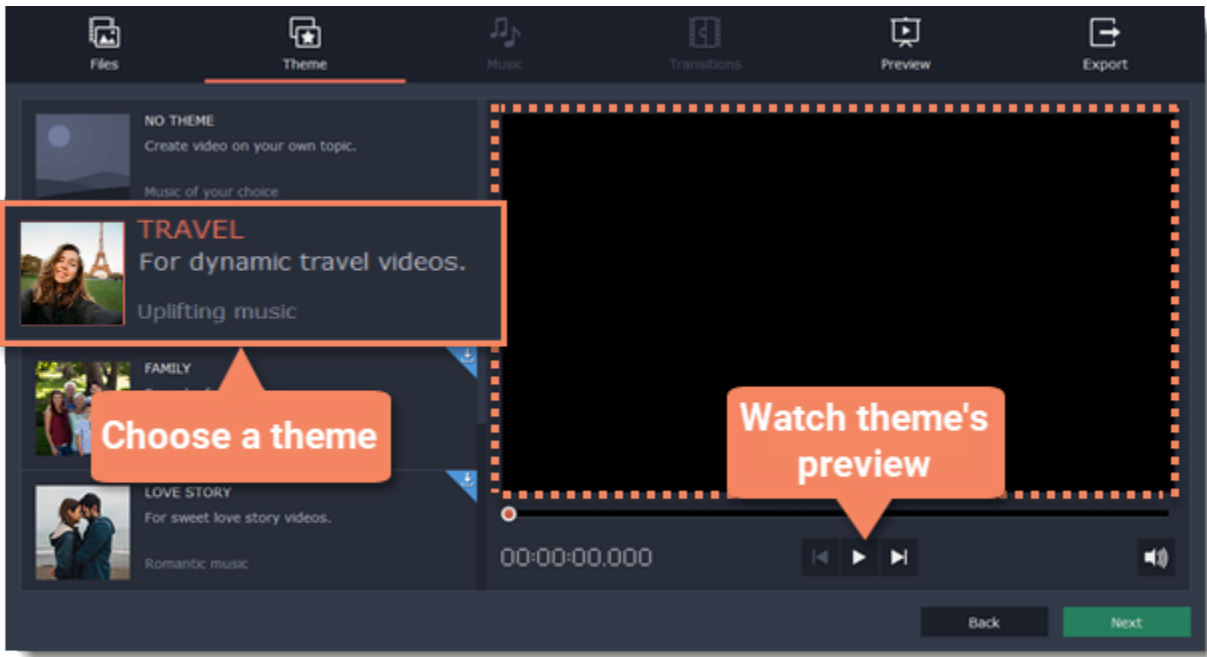 Files
Theme
Music
Transitions
Preview
Export
NO THEME
Create video on your own topic.
Music of your choice
TRAVEL
For dynamic travel videos.
Uplifting music
FAMILY
Choose a theme
LOVE STORY
For sweet love story videos.
Romantic music
Watch theme's
preview
00:00:00.000
Back
Next